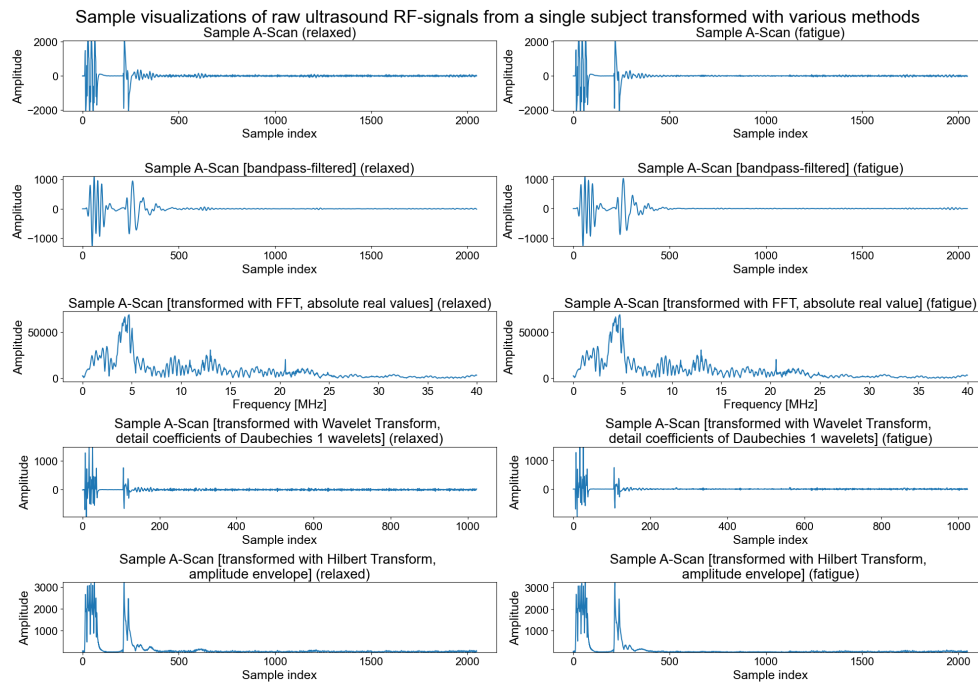 Sample visualizations of raw ultrasound RF-signals from a single subject transformed with various methods
Sample A-Scan (relaxed)
2000
0
−2000
Amplitude
0 500 1000 1500 2000
Sample index
Sample A-Scan (fatigue)
2000
0
−2000
Amplitude
0 500 1000 1500 2000
Sample index
Sample A-Scan [bandpass-filtered] (relaxed)
1000
0
−1000
Amplitude
0 500 1000 1500 2000
Sample index
Sample A-Scan [bandpass-filtered] (fatigue)
1000
0
−1000
Amplitude
0 500 1000 1500 2000
Sample index
Sample A-Scan [transformed with FFT, absolute real values] (relaxed)
50000
0
Amplitude
0 5 10 15 20 25 30 35 40
Frequency [MHz]
Sample A-Scan [transformed with FFT, absolute real value] (fatigue)
50000
0
Amplitude
0 5 10 15 20 25 30 35 40
Frequency [MHz]
Sample A-Scan [transformed with Wavelet Transform,
detail coefficients of Daubechies 1 wavelets] (relaxed)
1000
0
Amplitude
0 200 400 600 800 1000
Sample index
Sample A-Scan [transformed with Wavelet Transform,
detail coefficients of Daubechies 1 wavelets] (fatigue)
1000
0
Amplitude
0 200 400 600 800 1000
Sample index
Sample A-Scan [transformed with Hilbert Transform,
amplitude envelope] (relaxed)
3000
2000
1000
Amplitude
0 500 1000 1500 2000
Sample index
Sample A-Scan [transformed with Hilbert Transform,
amplitude envelope] (fatigue)
3000
2000
1000
Amplitude
0 500 1000 1500 2000
Sample index